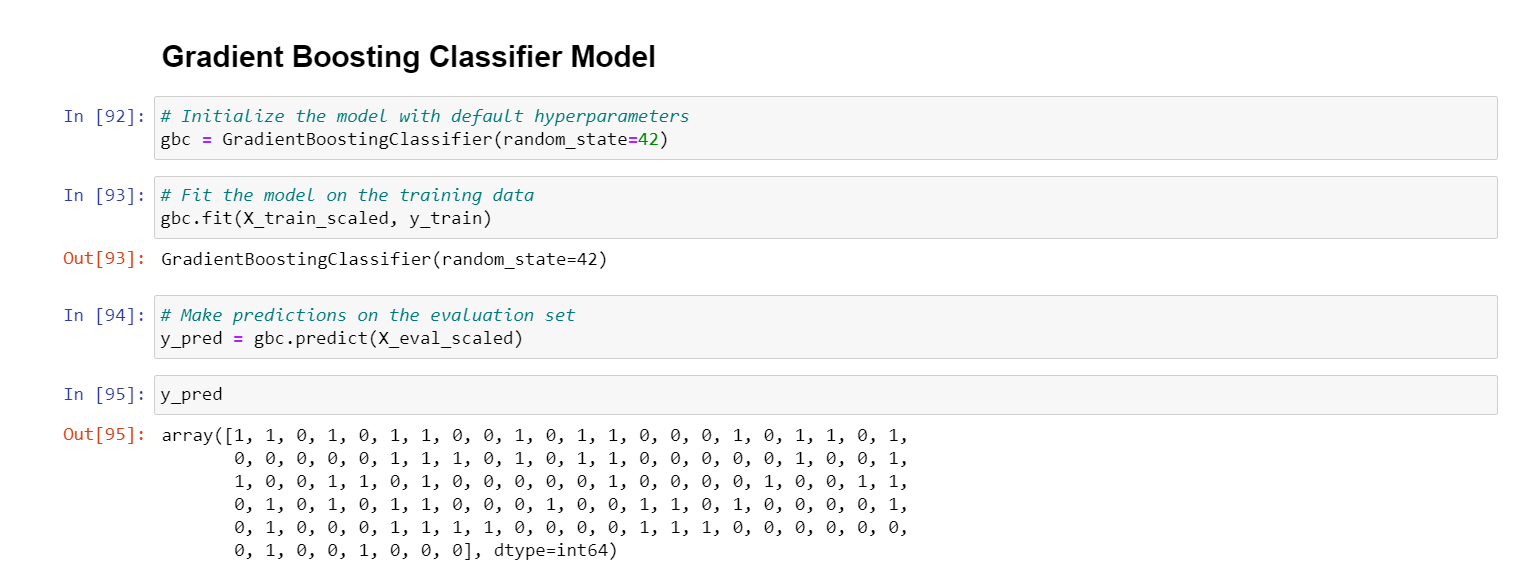 Gradient Boosting Classifier Model
In [92]: # Initialize the model with default hyperparameters
gbc = GradientBoostingClassifier(random_state=42)
In [93]: # Fit the model on the training data
gbc.fit(X_train_scaled, y_train)
Out[93]: GradientBoostingClassifier(random_state=42)
In [94]: # Make predictions on the evaluation set
y_pred = gbc.predict(X_eval_scaled)
In [95]: y_pred
Out[95]: array([1, 1, 0, 1, 0, 1, 1, 0, 0, 1, 0, 1, 1, 0, 0, 0, 1, 0, 1, 1, 0, 1,
0, 0, 0, 0, 0, 1, 1, 1, 0, 1, 0, 1, 1, 0, 0, 0, 0, 0, 1, 0, 0, 1,
1, 0, 0, 1, 1, 0, 1, 0, 0, 0, 0, 0, 1, 0, 0, 0, 0, 1, 0, 0, 1, 1,
0, 1, 0, 1, 0, 1, 1, 0, 0, 0, 1, 0, 0, 1, 1, 0, 1, 0, 0, 0, 0, 1,
0, 1, 0, 0, 0, 1, 1, 1, 1, 0, 0, 0, 0, 1, 1, 1, 0, 0, 0, 0, 0, 0,
0, 1, 0, 0, 1, 0, 0, 0], dtype=int64)